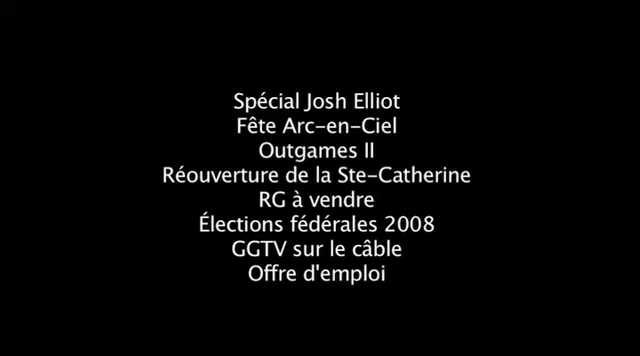 Spécial Josh Elliot
Fête Arc-en-Ciel
Outgames II
Réouverture de la Ste-Catherine
RG à vendre
Élections fédérales 2008
GGTV sur le câble
Offre d'emploi